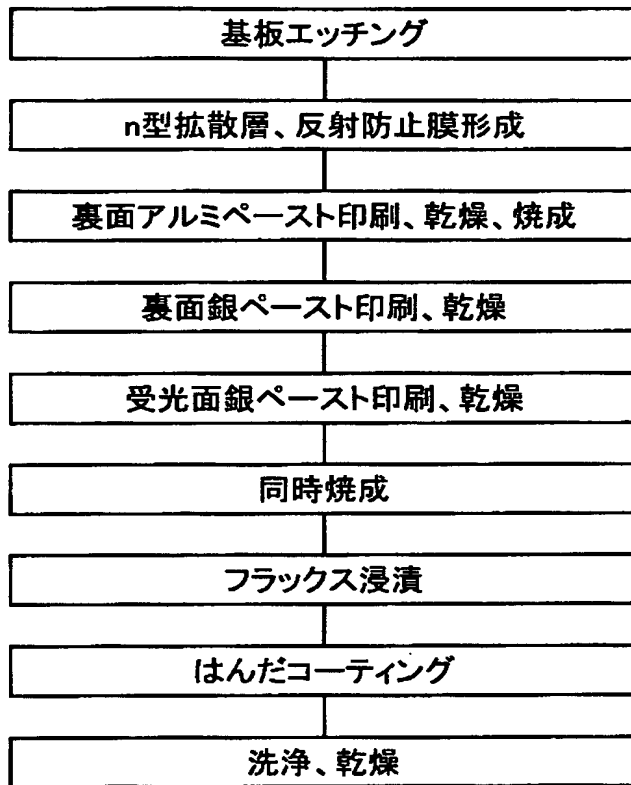 基板エッチング
n型拡散層、反射防止膜形成
裏面アルミペースト印刷、乾燥、焼成
裏面銀ペースト印刷、乾燥
受光面銀ペースト印刷、乾燥
同時焼成
フラックス浸漬
はんだコーティング
洗浄、乾燥